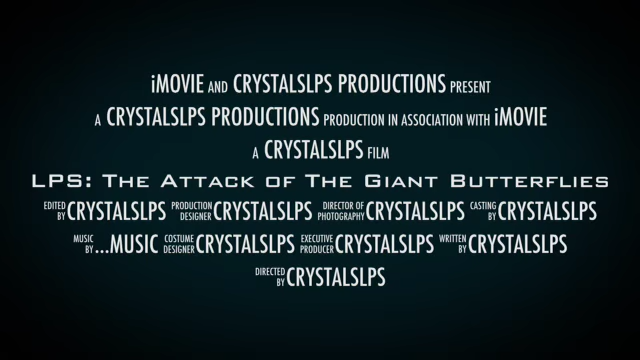 iMOVIE AND CRYSTALSLPS PRODUCTIONS PRESENT
A CRYSTALSLPS PRODUCTIONS PRODUCTION IN ASSOCIATION WITH iMOVIE
A CRYSTALSLPS FILM
LPS: The Attack of The Giant Butterflies
EDITED BY CRYSTALSLPS PRODUCTION DESIGNER CRYSTALSLPS DIRECTOR OF PHOTOGRAPHY CRYSTALSLPS CASTING BY CRYSTALSLPS
MUSIC BY ...MUSIC COSTUME DESIGNER CRYSTALSLPS EXECUTIVE PRODUCER CRYSTALSLPS WRITTEN BY CRYSTALSLPS
DIRECTED BY CRYSTALSLPS